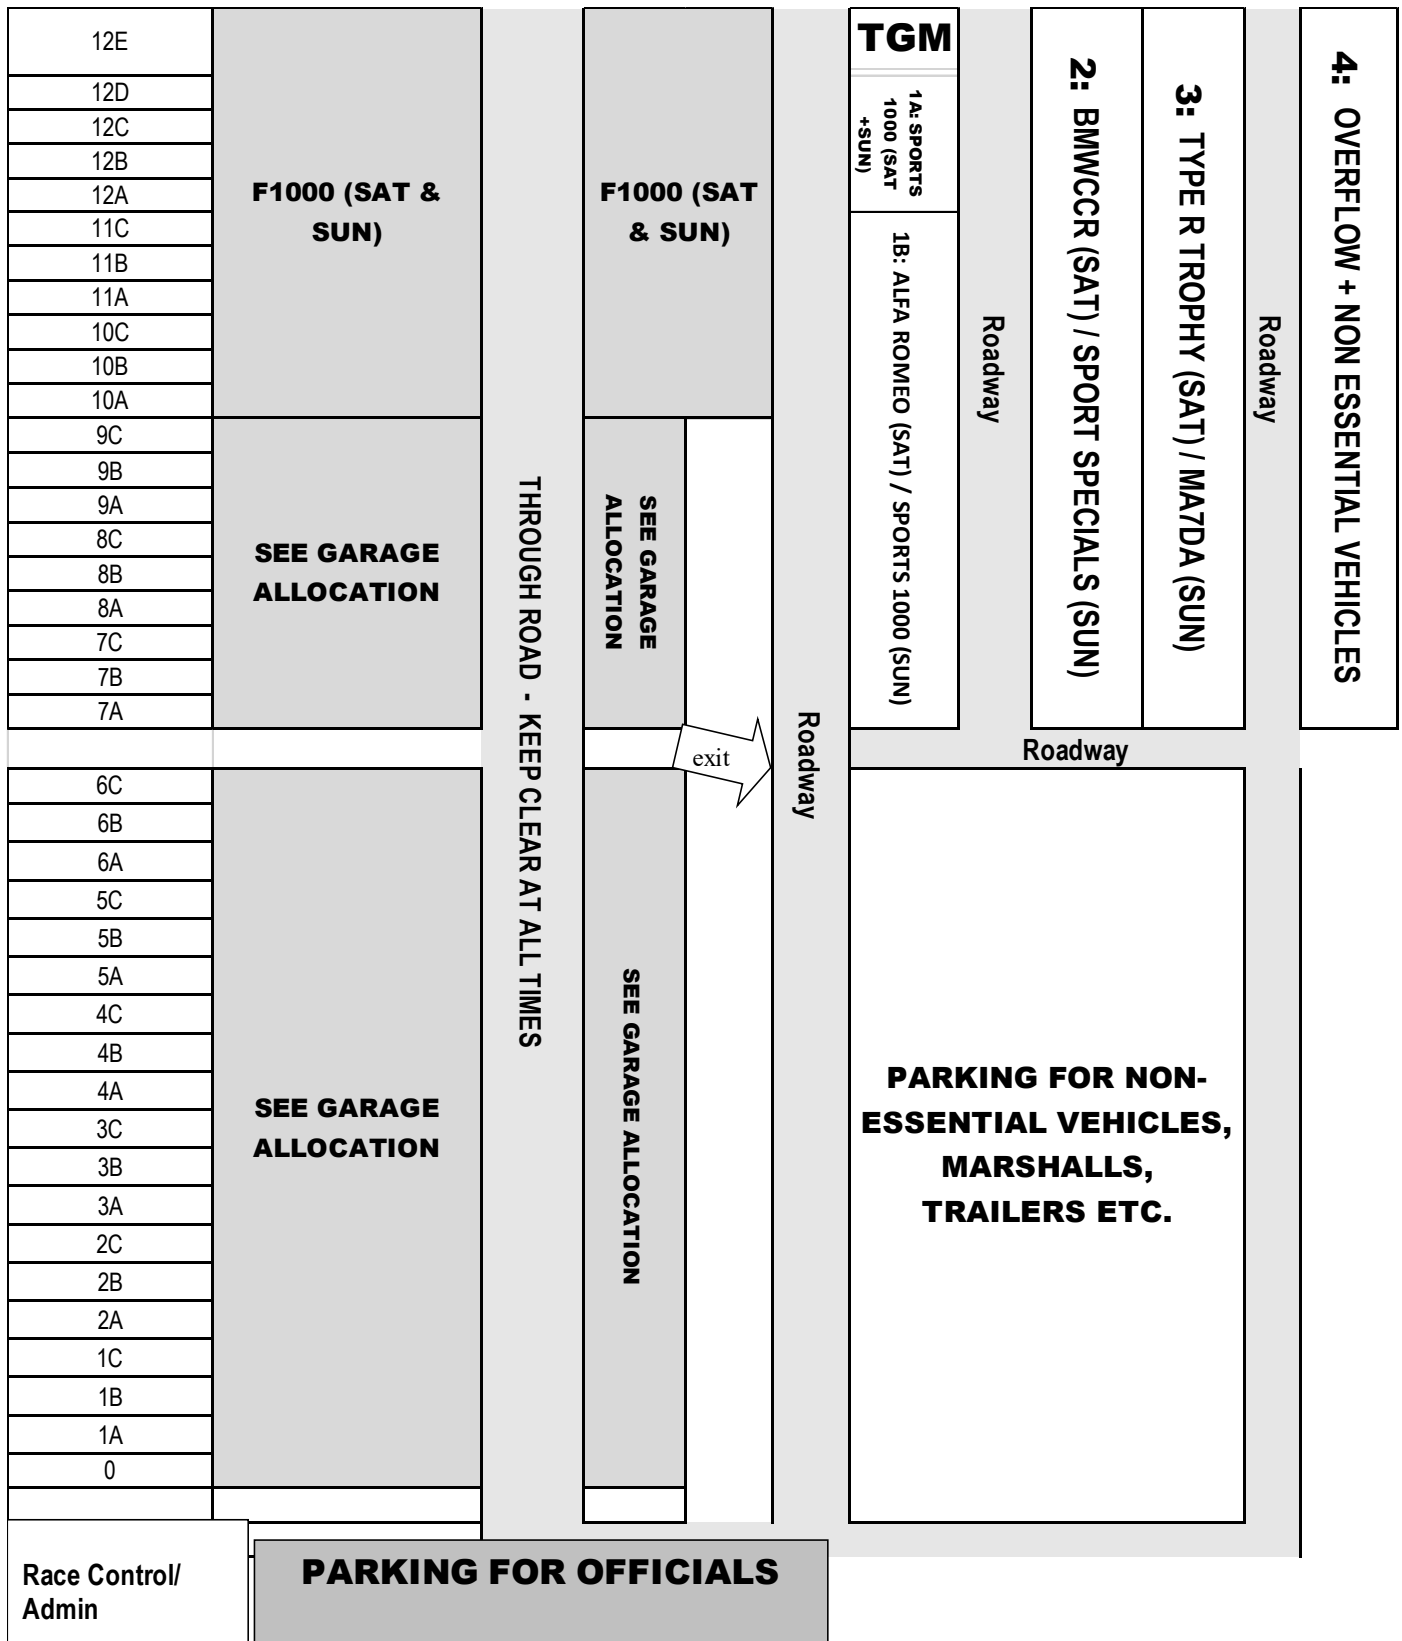 12E
12D
12C
12B
12A
11C
11B
11A
10C
10B
10A
9C
9B
9A
8C
8B
8A
7C
7B
7A
6C
6B
6A
5C
5B
5A
4C
4B
4A
3C
3B
3A
2C
2B
2A
1C
1B
1A
0
F1000 (SAT &
SUN)
SEE GARAGE
ALLOCATION
SEE GARAGE
ALLOCATION
THROUGH ROAD - KEEP CLEAR AT ALL TIMES
F1000 (SAT
& SUN)
SEE GARAGE
ALLOCATION
exit
SEE GARAGE ALLOCATION
Roadway
TGM
1A: SPORTS
1000 (SAT
+SUN)
1B: ALFA ROMEO (SAT) / SPORTS 1000 (SUN)
Roadway
2: BMWCCR (SAT) / SPORT SPECIALS (SUN)
3: TYPE R TROPHY (SAT) / MA7DA (SUN)
Roadway
4: OVERFLOW + NON ESSENTIAL VEHICLES
Roadway
PARKING FOR NON-
ESSENTIAL VEHICLES,
MARSHALLS,
TRAILERS ETC.
Race Control/
Admin
PARKING FOR OFFICIALS